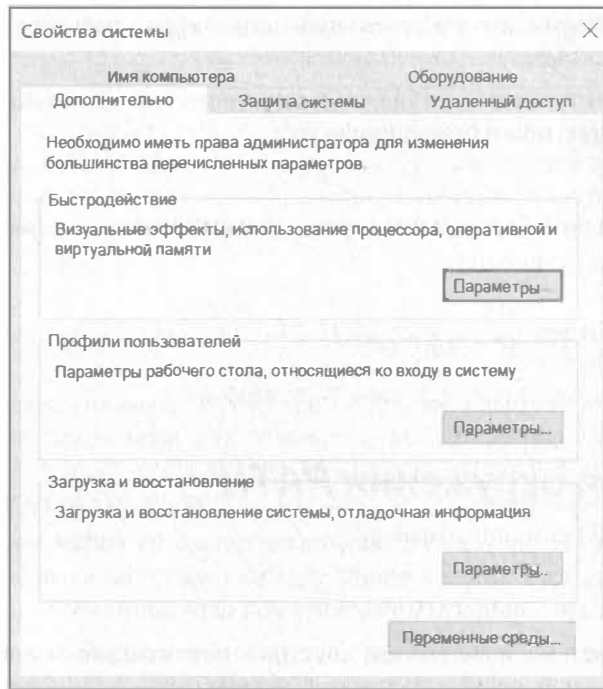 Свойства системы
Имя компьютера
Оборудование
Дополнительно
Защита системы
Удаленный доступ
Необходимо иметь права администратора для изменения
большинства перечисленных параметров.
Быстродействие
Визуальные эффекты, использование процессора, оперативной и
виртуальной памяти
Параметры...
Профили пользователей
Параметры рабочего стола, относящиеся ко входу в систему
Параметры...
Загрузка и восстановление
Загрузка и восстановление системы, отладочная информация
Параметры...
Переменные среды...